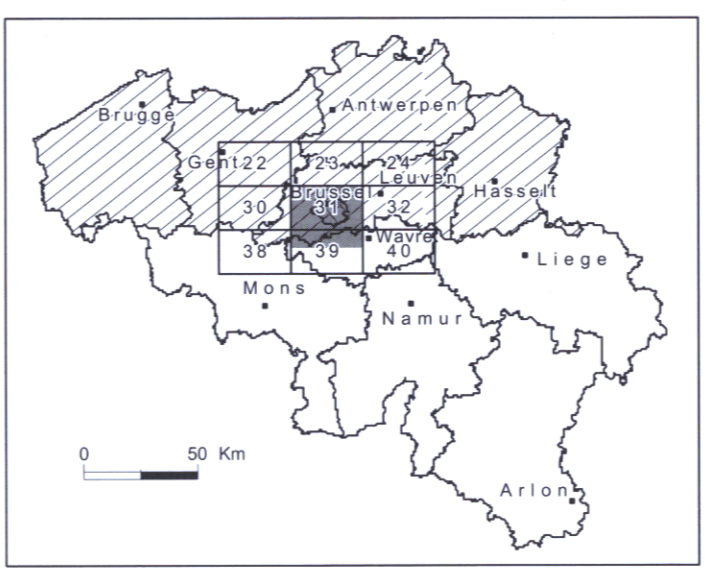 Antwerpen
Brugge
Gent 22 23 24
Leuven
Brussel
Hasselt
30 31 32
Wavre
38 39 40
Liege
Mons
Namur
0 50 Km
Arlon